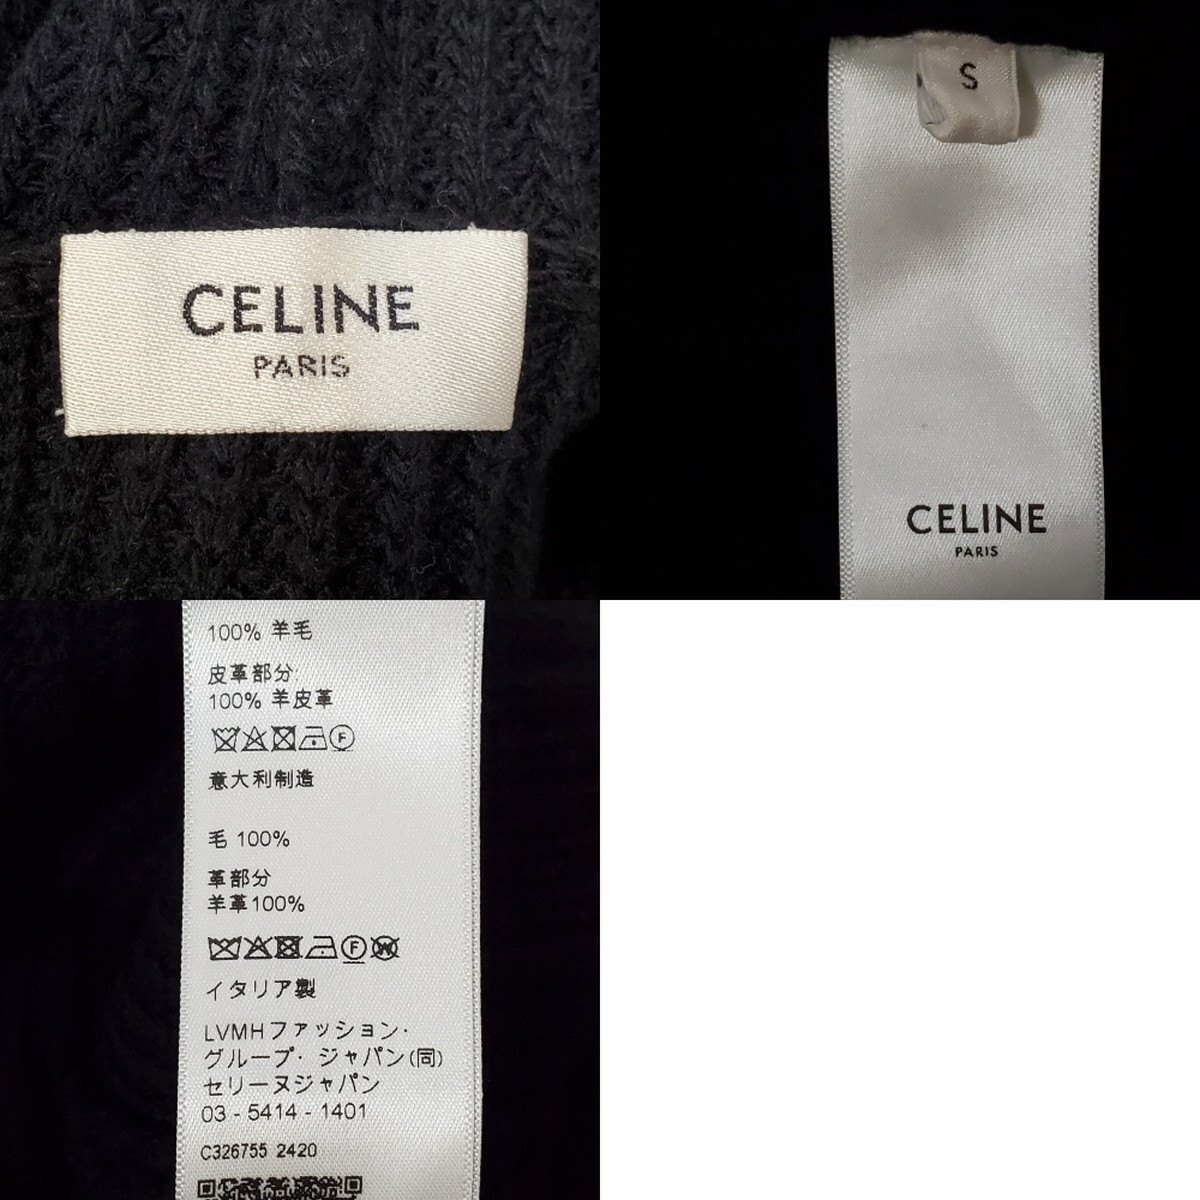 CELINE
PARIS
S
CELINE
PARIS
100% 羊毛
皮革部分:
100% 羊皮革
意大利制造
毛 100%
革部分
羊革100%
イタリア製
LVMHファッション・
グループ・ジャパン(同)
セリーヌジャパン
03 - 5414 - 1401
C326755 2420